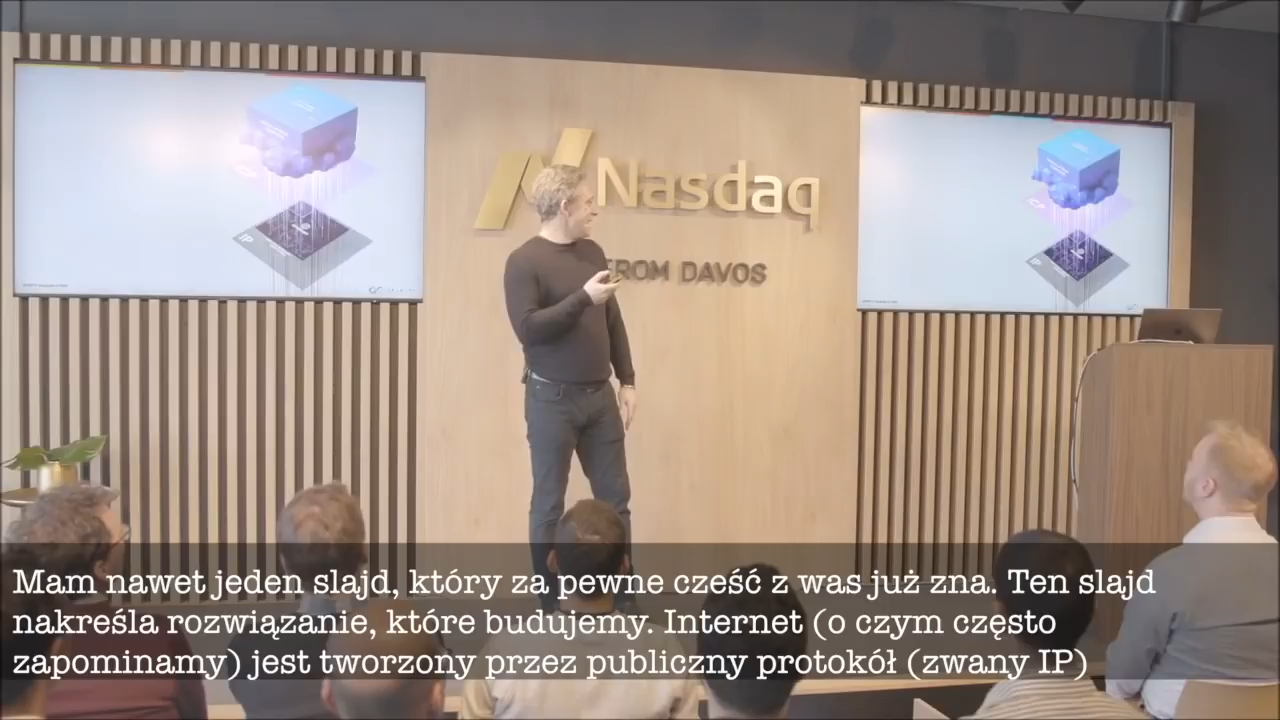 Nasdaq
FROM DAVOS
IP
IP
Mam nawet jeden slajd, który za pewne cześć z was już zna. Ten slajd
nakreśla rozwiązanie, które budujemy. Internet (o czym często
zapominamy) jest tworzony przez publiczny protokół (zwany IP)